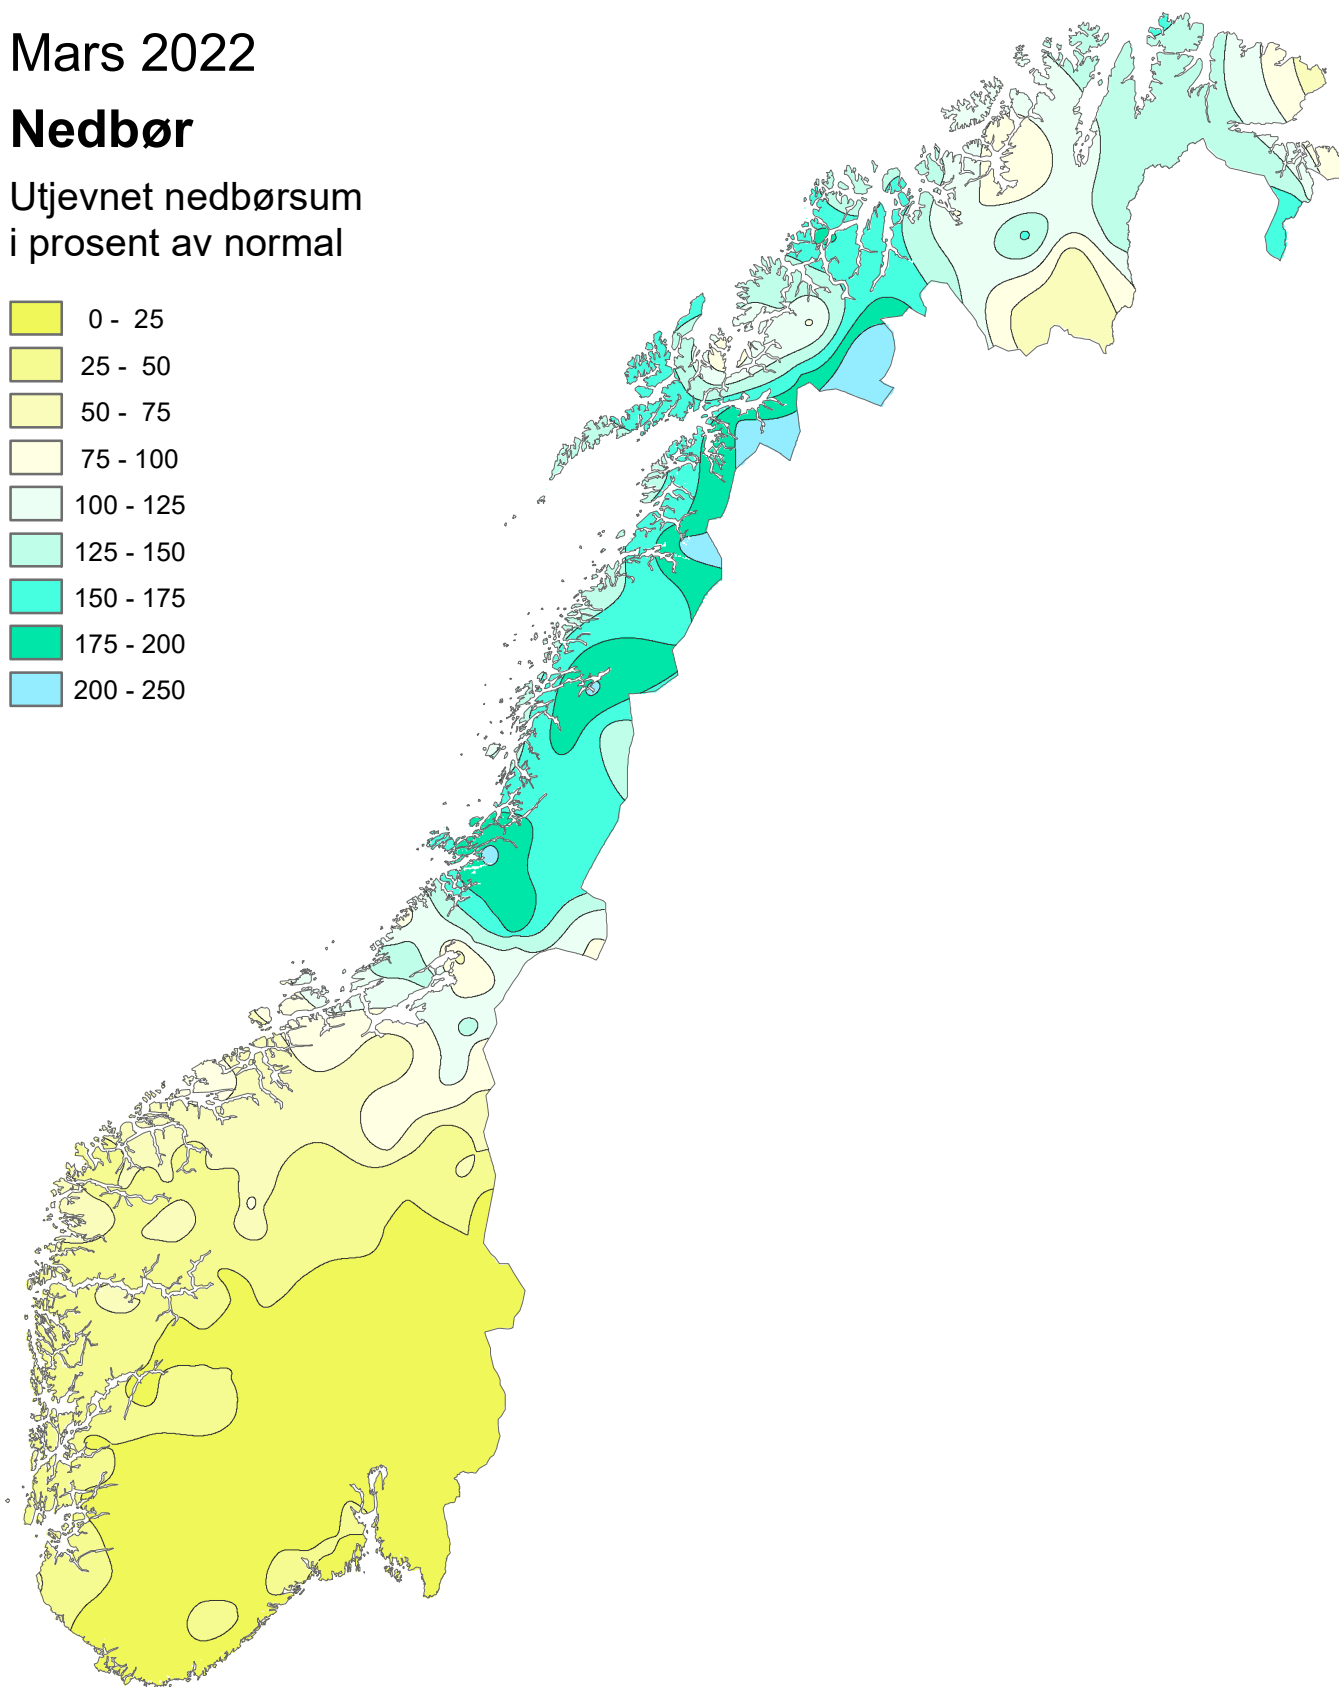 Mars 2022
Nedbør
Utjevnet nedbørsum
i prosent av normal
0 - 25
25 - 50
50 - 75
75 - 100
100 - 125
125 - 150
150 - 175
175 - 200
200 - 250